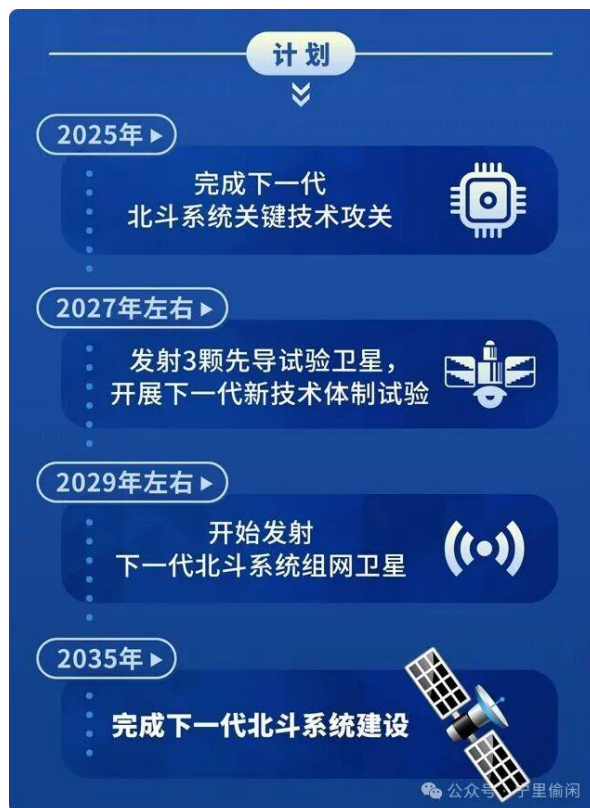 计划
2025年
完成下一代
北斗系统关键技术攻关
2027年左右
发射3颗先导试验卫星，
开展下一代新技术体制试验
2029年左右
开始发射
下一代北斗系统组网卫星
2035年
完成下一代北斗系统建设
公众号
宁里偷闲